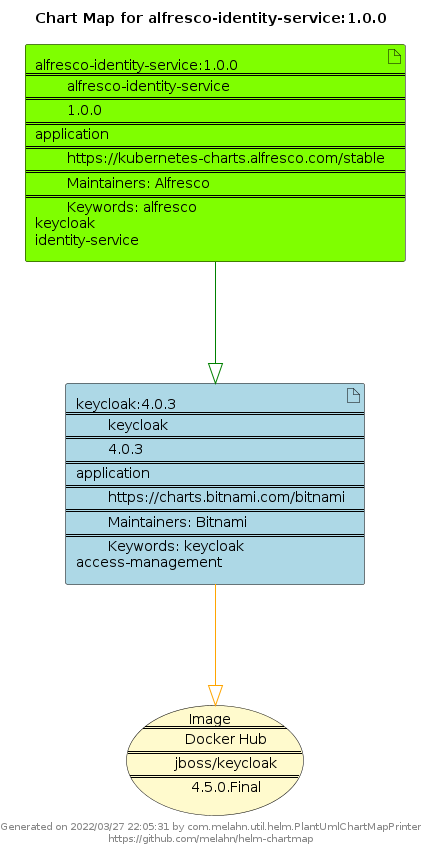 Chart Map for alfresco-identity-service:1.0.0
alfresco-identity-service:1.0.0
alfresco-identity-service
1.0.0
application
https://kubernetes-charts.alfresco.com/stable
Maintainers: Alfresco
Keywords: alfresco
keycloak
identity-service
keycloak:4.0.3
keycloak
4.0.3
application
https://charts.bitnami.com/bitnami
Maintainers: Bitnami
Keywords: keycloak
access-management
Image
Docker Hub
jboss/keycloak
4.5.0.Final
Generated on 2022/03/27 22:05:31 by com.melahn.util.helm.PlantUmlChartMapPrinter
https://github.com/melahn/helm-chartmap